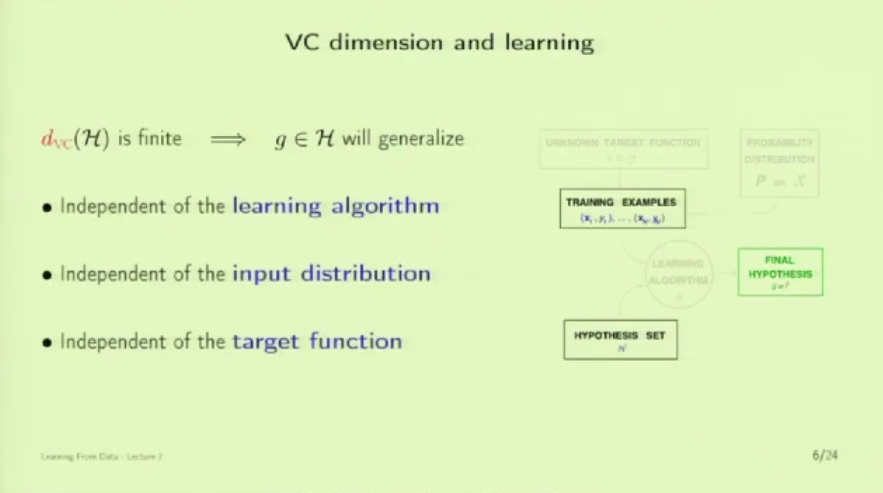 VC dimension and learning
d_VC(ℋ) is finite ⟹ g ∈ ℋ will generalize
• Independent of the learning algorithm
• Independent of the input distribution
• Independent of the target function
UNKNOWN TARGET FUNCTION
PROBABILITY
DISTRIBUTION
P on X
TRAINING EXAMPLES
(x₁, y₁), ... , (x_N, y_N)
LEARNING
ALGORITHM
FINAL
HYPOTHESIS
HYPOTHESIS SET
ℋ
Learning From Data - Lecture 7
6/24